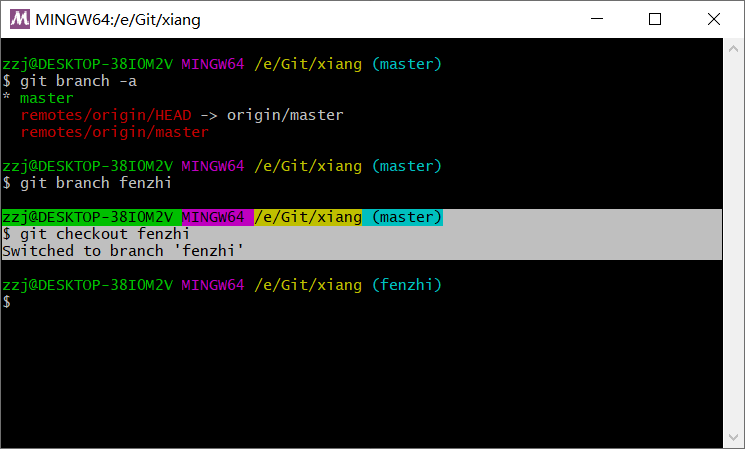 MINGW64:/e/Git/xiang
zzj@DESKTOP-38IOM2V MINGW64 /e/Git/xiang (master)
$ git branch -a
* master
  remotes/origin/HEAD -> origin/master
  remotes/origin/master
zzj@DESKTOP-38IOM2V MINGW64 /e/Git/xiang (master)
$ git branch fenzhi
zzj@DESKTOP-38IOM2V MINGW64 /e/Git/xiang (master)
$ git checkout fenzhi
Switched to branch 'fenzhi'
zzj@DESKTOP-38IOM2V MINGW64 /e/Git/xiang (fenzhi)
$